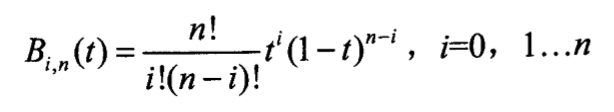 $B_{i,n}(t) = \frac{n!}{i!(n-i)!} t^i (1-t)^{n-i}$ , i=0, 1…n